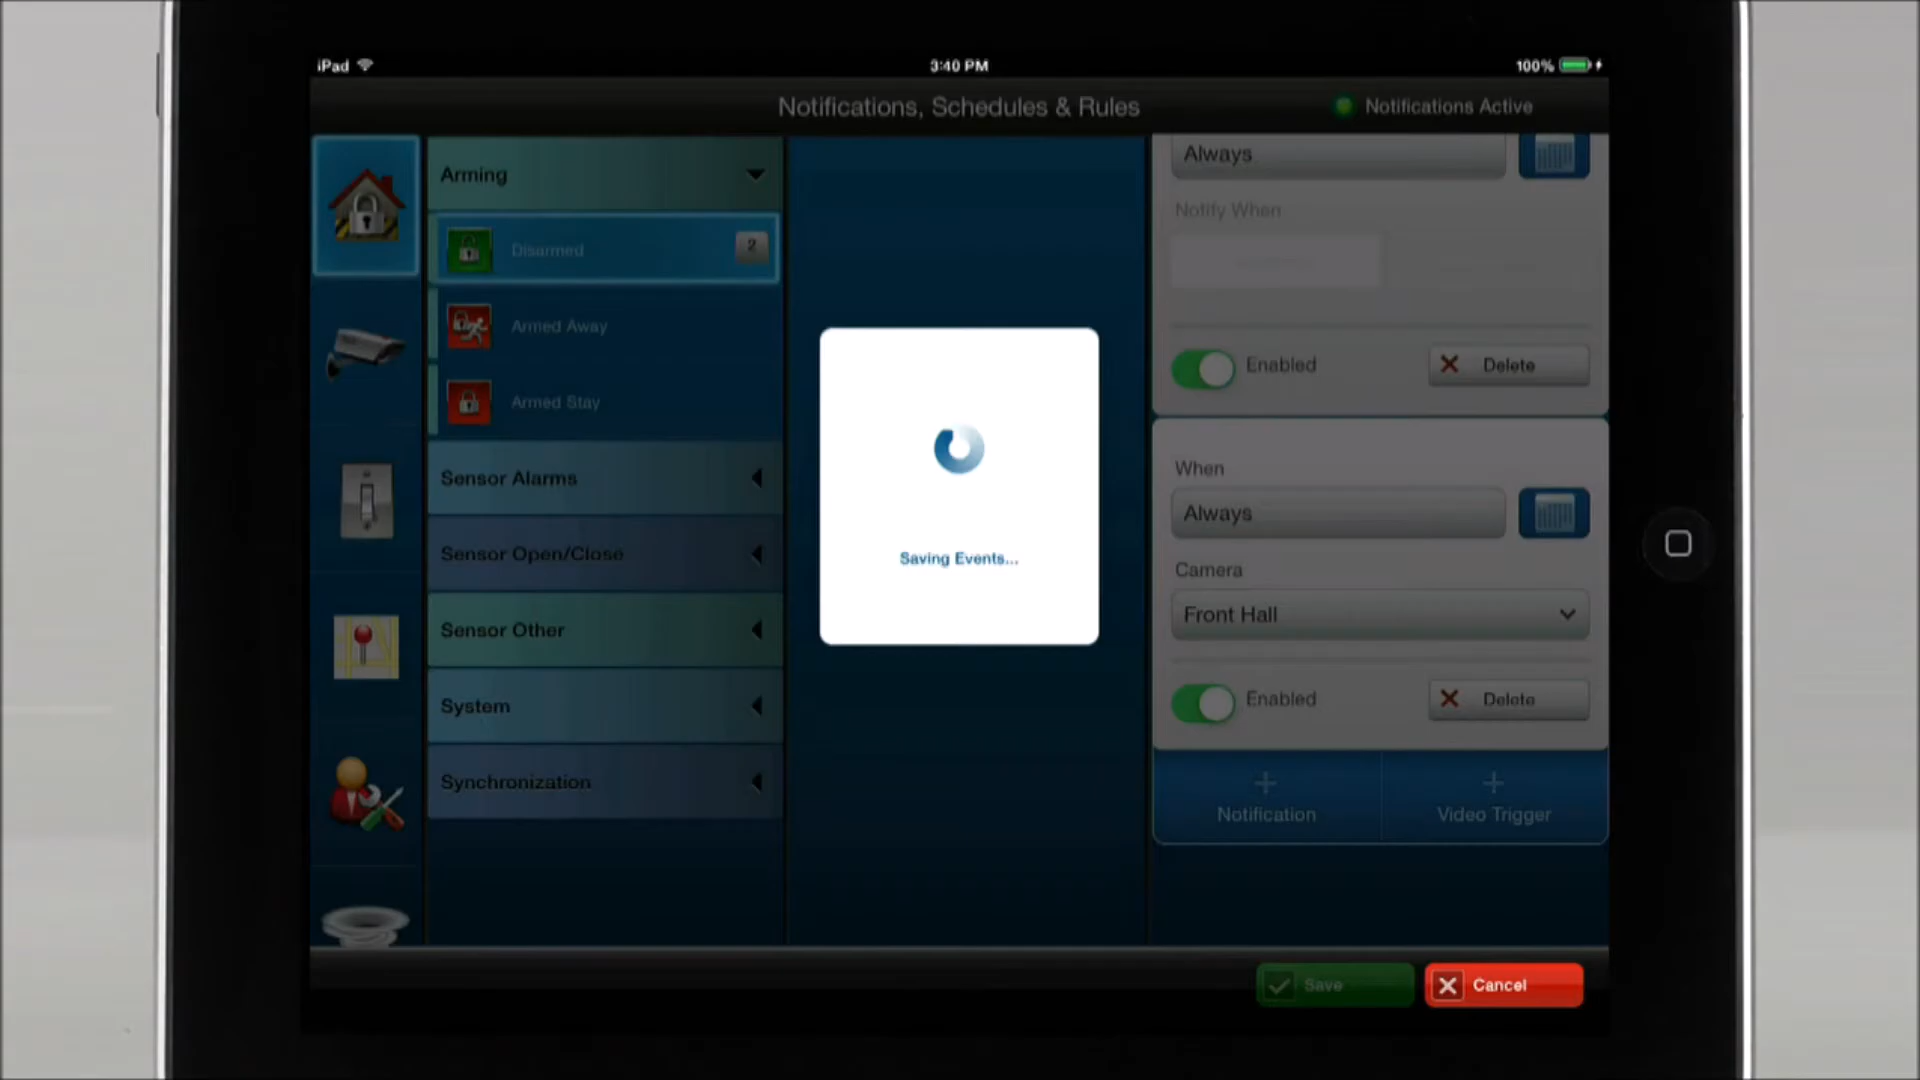 iPad
3:40 PM
100%
Notifications, Schedules & Rules
Notifications Active
Arming
Disarmed
2
Armed Away
Armed Stay
Sensor Alarms
Sensor Open/Close
Sensor Other
System
Synchronization
Saving Events...
Always
Notify When
Enabled
Delete
When
Always
Camera
Front Hall
Enabled
Delete
+
Notification
+
Video Trigger
Save
Cancel